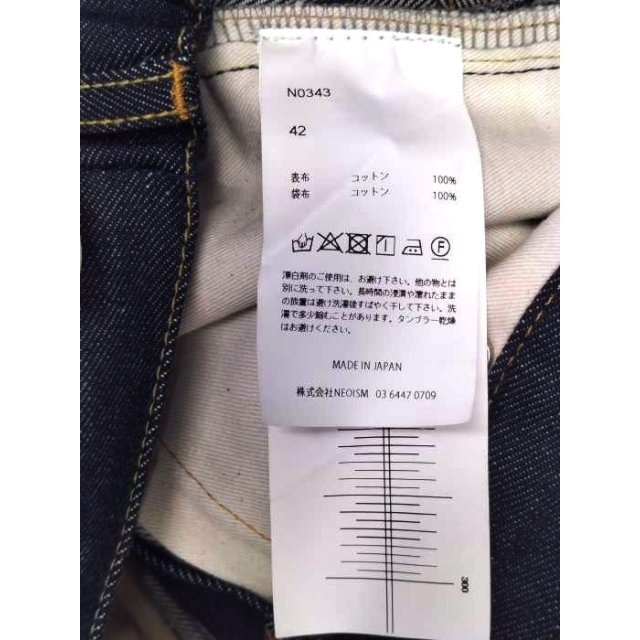 N0343
42
表布 コットン 100%
袋布 コットン 100%
F
漂白剤のご使用は、お避け下さい。他の物とは
別に洗って下さい。長時間の浸漬や濡れたまま
の放置は避け洗濯後すばやく干して下さい。洗
濯で多少縮むことがあります。タンブラー乾燥
はお避けください。
MADE IN JAPAN
株式会社NEOISM 03 6447 0709
300